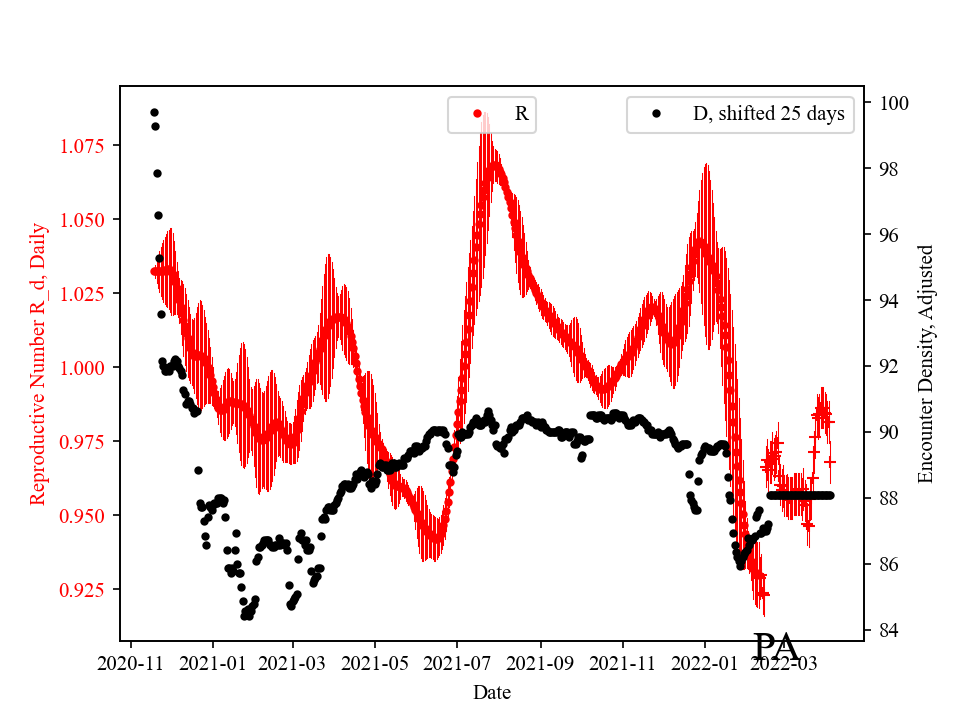 R
D, shifted 25 days
Reproductive Number R_d, Daily
1.075
1.050
1.025
1.000
0.975
0.950
0.925
100
98
96
94
92
90
88
86
84
Encounter Density, Adjusted
PA
2020-11 2021-01 2021-03 2021-05 2021-07 2021-09 2021-11 2022-01 2022-03
Date